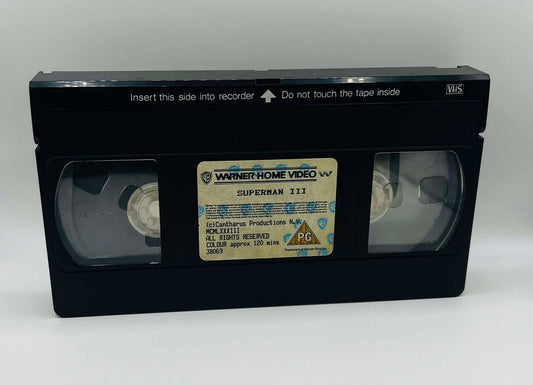 Insert this side into recorder Do not touch the tape inside
VHS
WARNER HOME VIDEO
SUPERMAN III
(c)Cantharus Productions N.V.
MCMLXXXIII
ALL RIGHTS RESERVED
COLOUR approx 120 mins
38069
PG